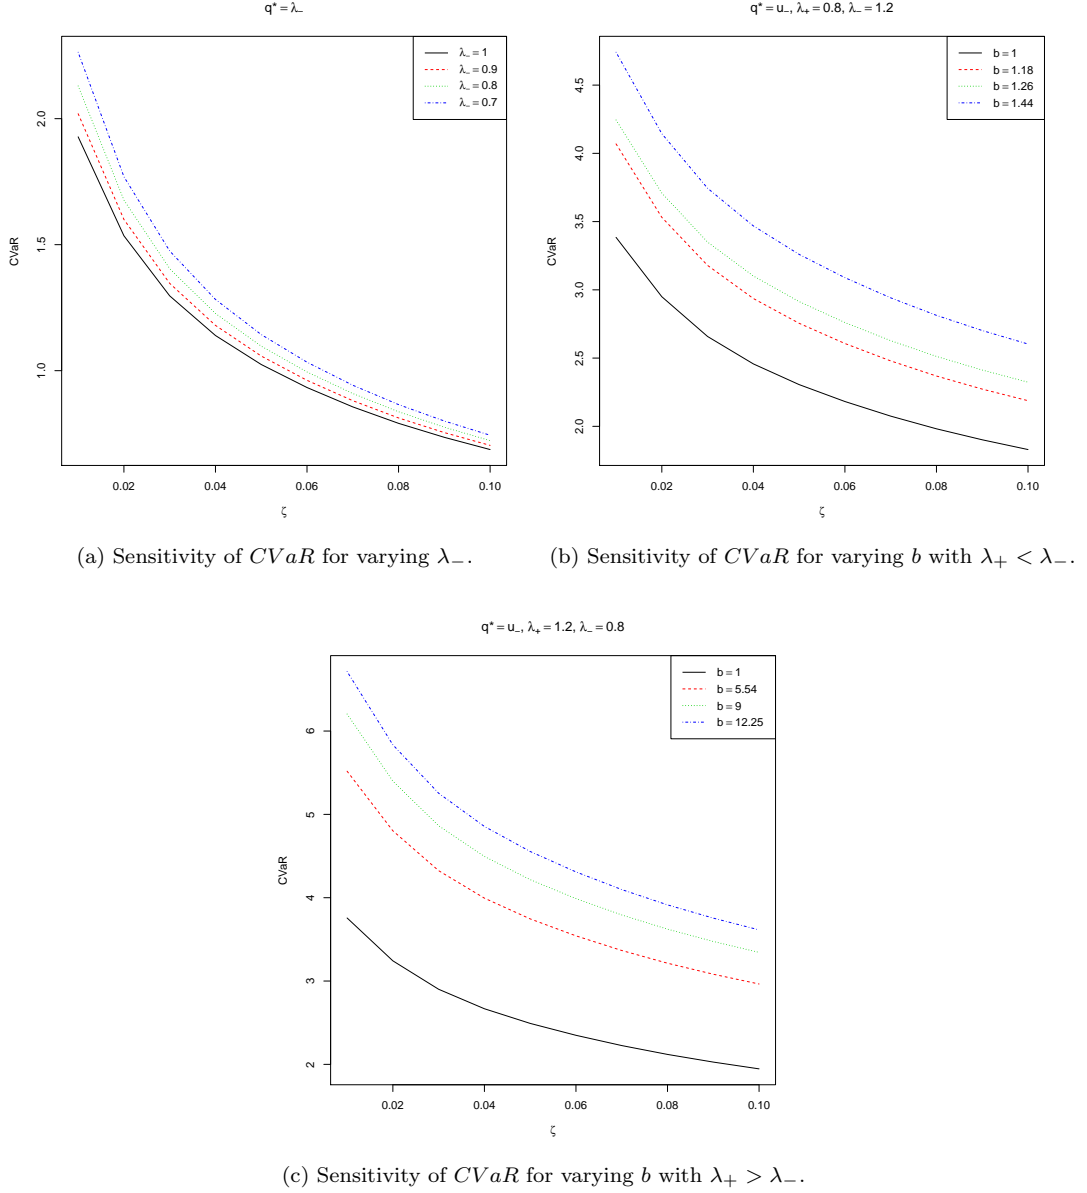 q* = λ₋
λ₋ = 1
λ₋ = 0.9
λ₋ = 0.8
λ₋ = 0.7
CVaR
2.0
1.5
1.0
0.02 0.04 0.06 0.08 0.10
ζ
(a) Sensitivity of CVaR for varying λ₋.
q* = u₋, λ₊ = 0.8, λ₋ = 1.2
b = 1
b = 1.18
b = 1.26
b = 1.44
CVaR
4.5
4.0
3.5
3.0
2.5
2.0
0.02 0.04 0.06 0.08 0.10
ζ
(b) Sensitivity of CVaR for varying b with λ₊ < λ₋.
q* = u₋, λ₊ = 1.2, λ₋ = 0.8
b = 1
b = 5.54
b = 9
b = 12.25
CVaR
6
5
4
3
2
0.02 0.04 0.06 0.08 0.10
ζ
(c) Sensitivity of CVaR for varying b with λ₊ > λ₋.